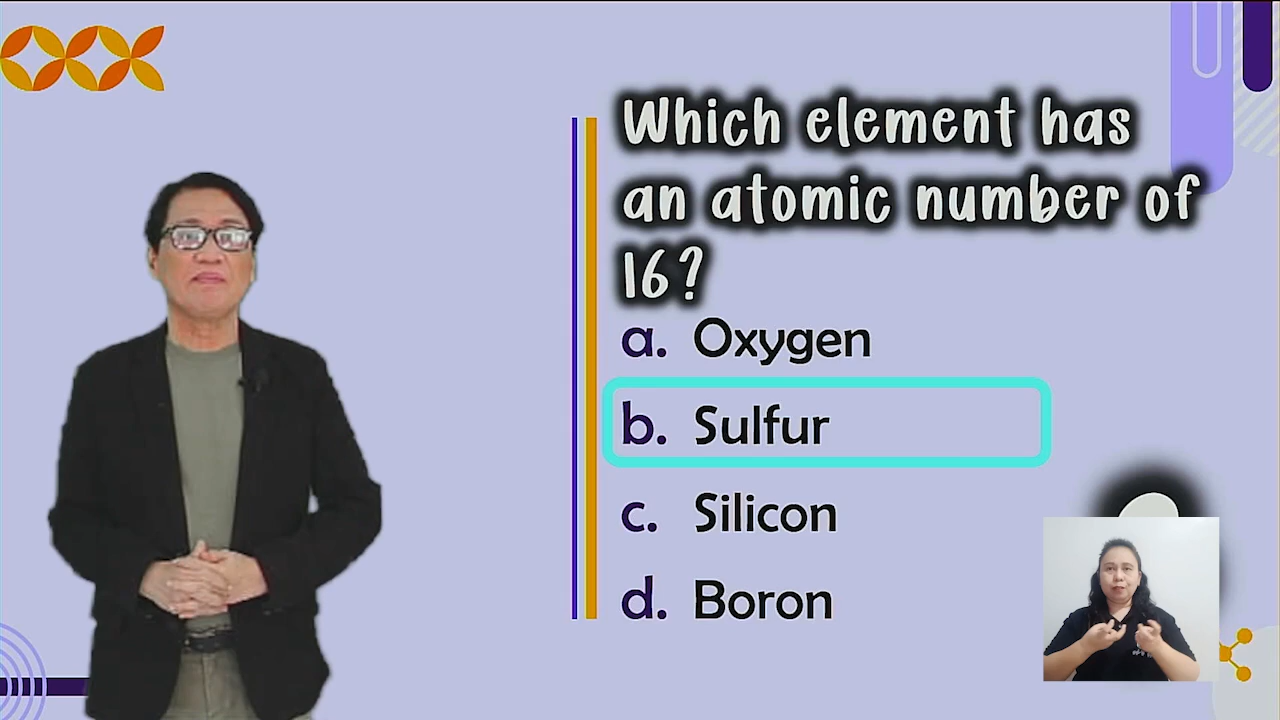 Which element has
an atomic number of
16?
a. Oxygen
b. Sulfur
c. Silicon
d. Boron